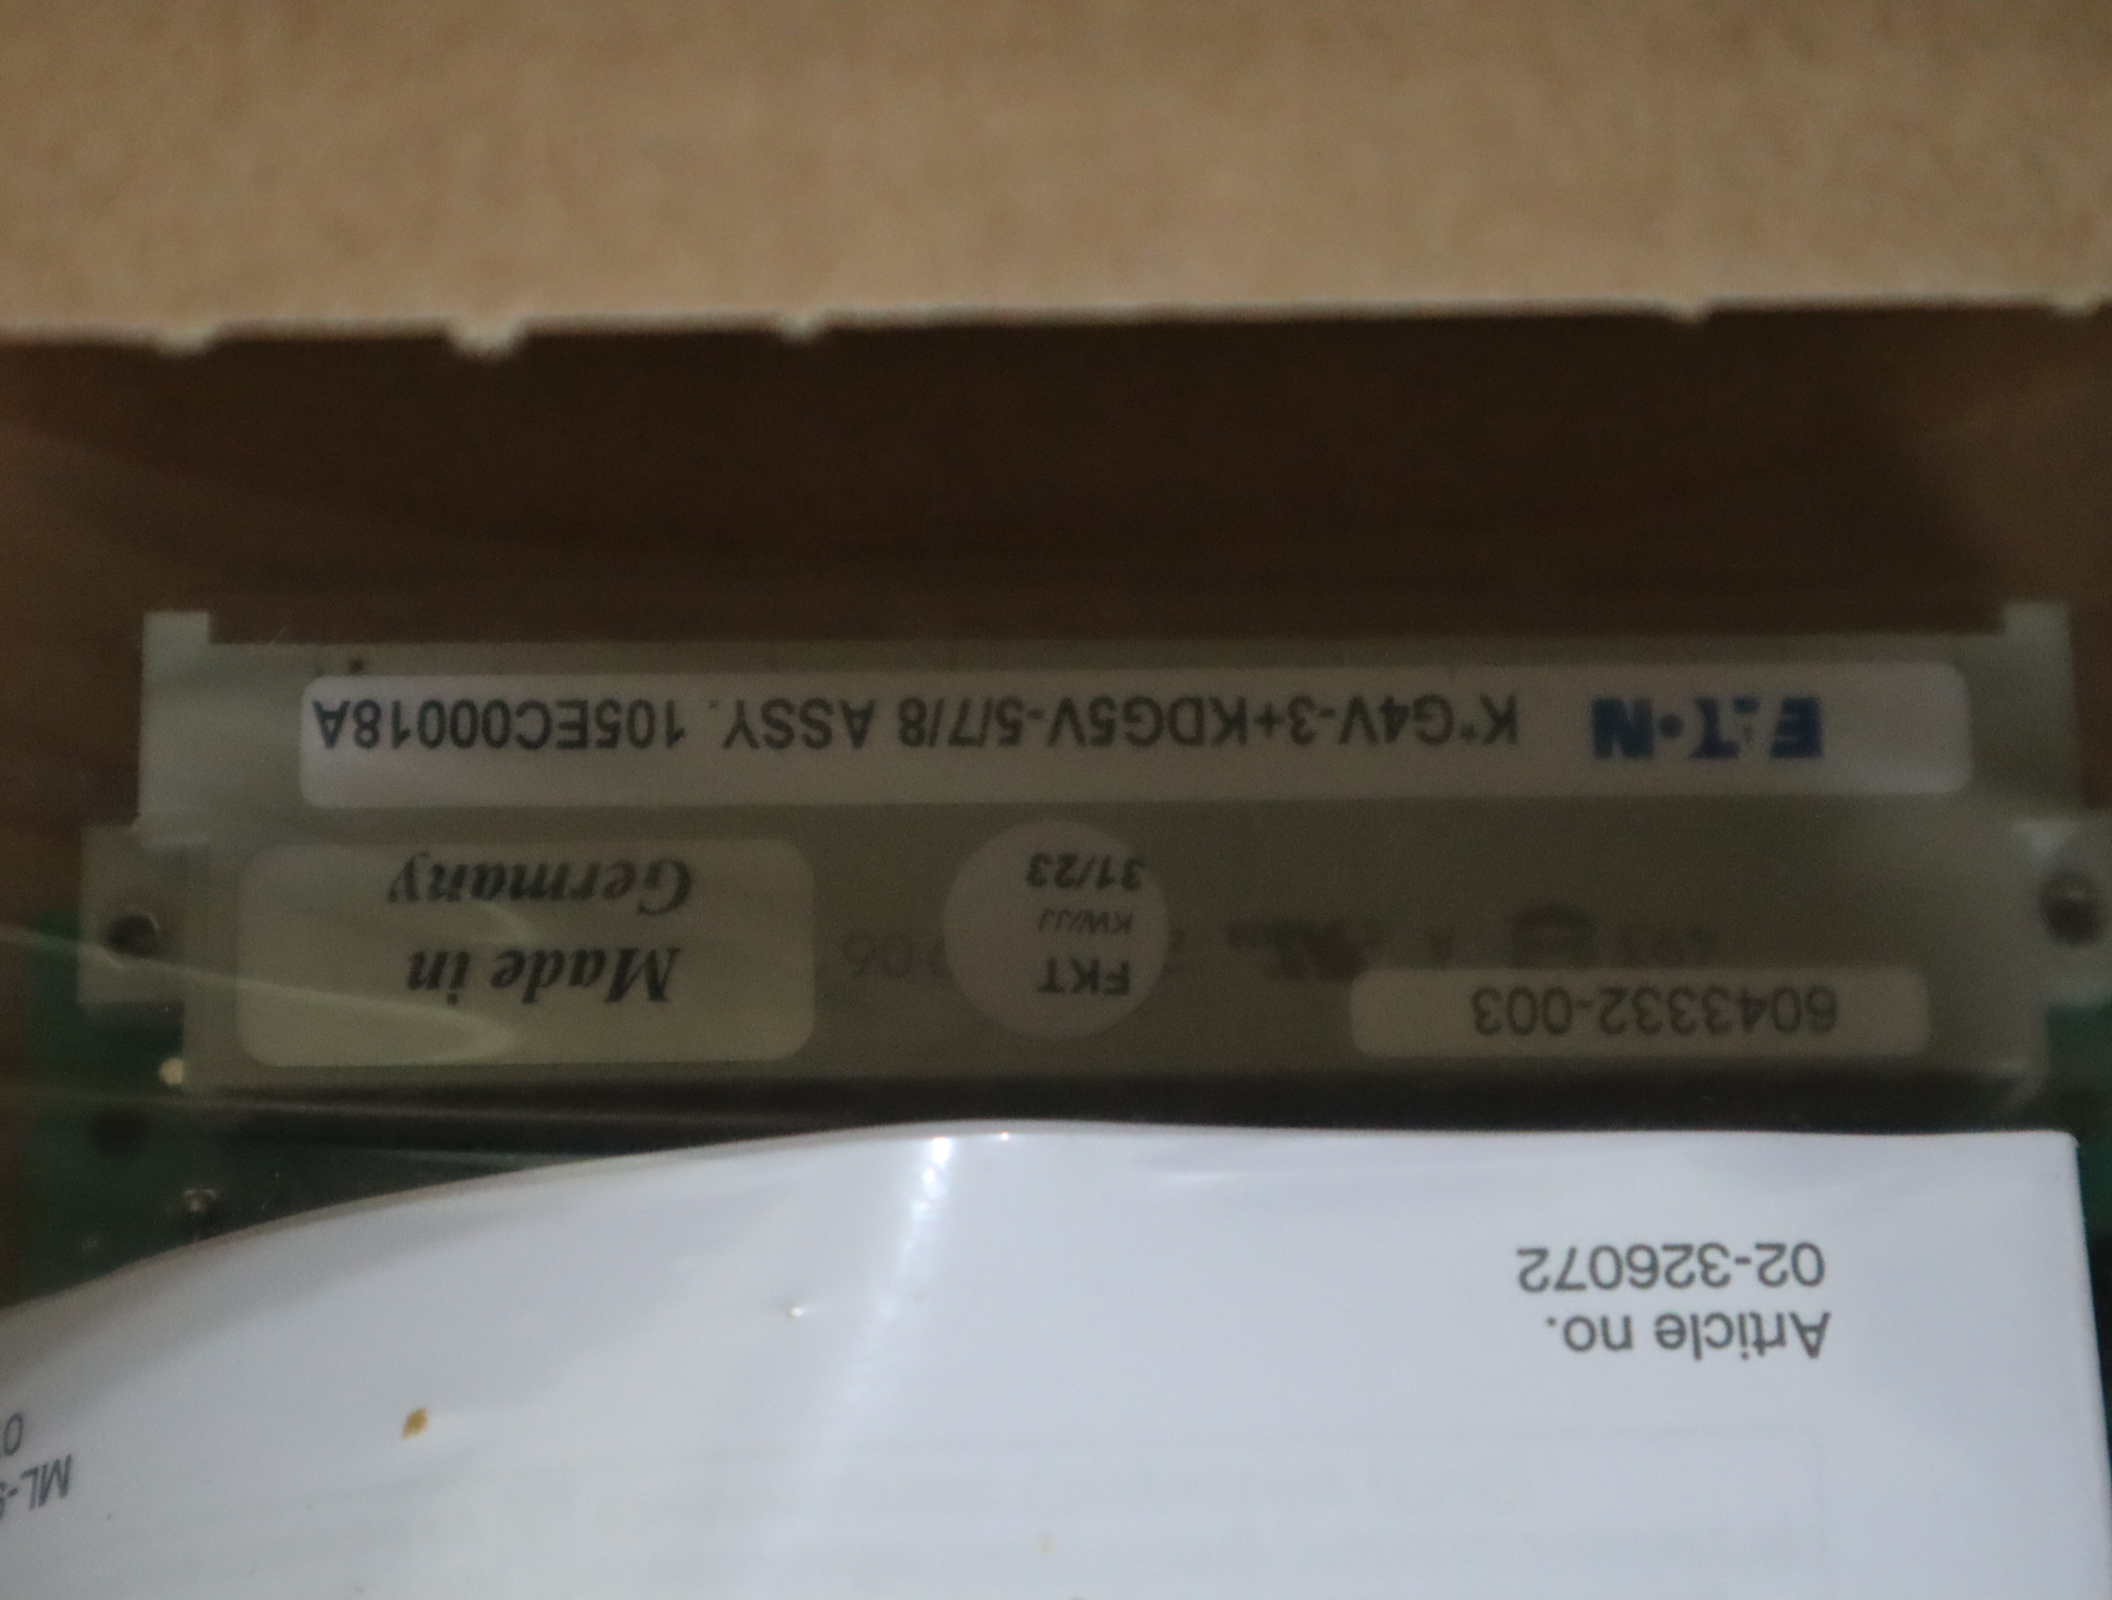 Article no.
02-326072
6043332-003
FKT
KW/JJ
31/23
Made in
Germany
EATON K*G4V-3+KDG5V-5/7/8 ASSY. 105EC00018A